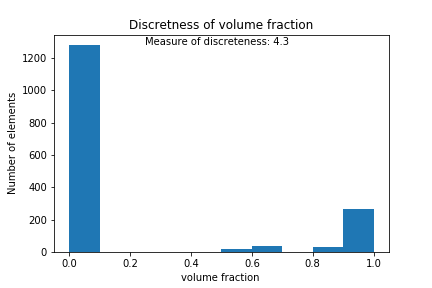 Discretness of volume fraction
Measure of discreteness: 4.3
1200
1000
800
600
400
200
0
Number of elements
0.0 0.2 0.4 0.6 0.8 1.0
volume fraction